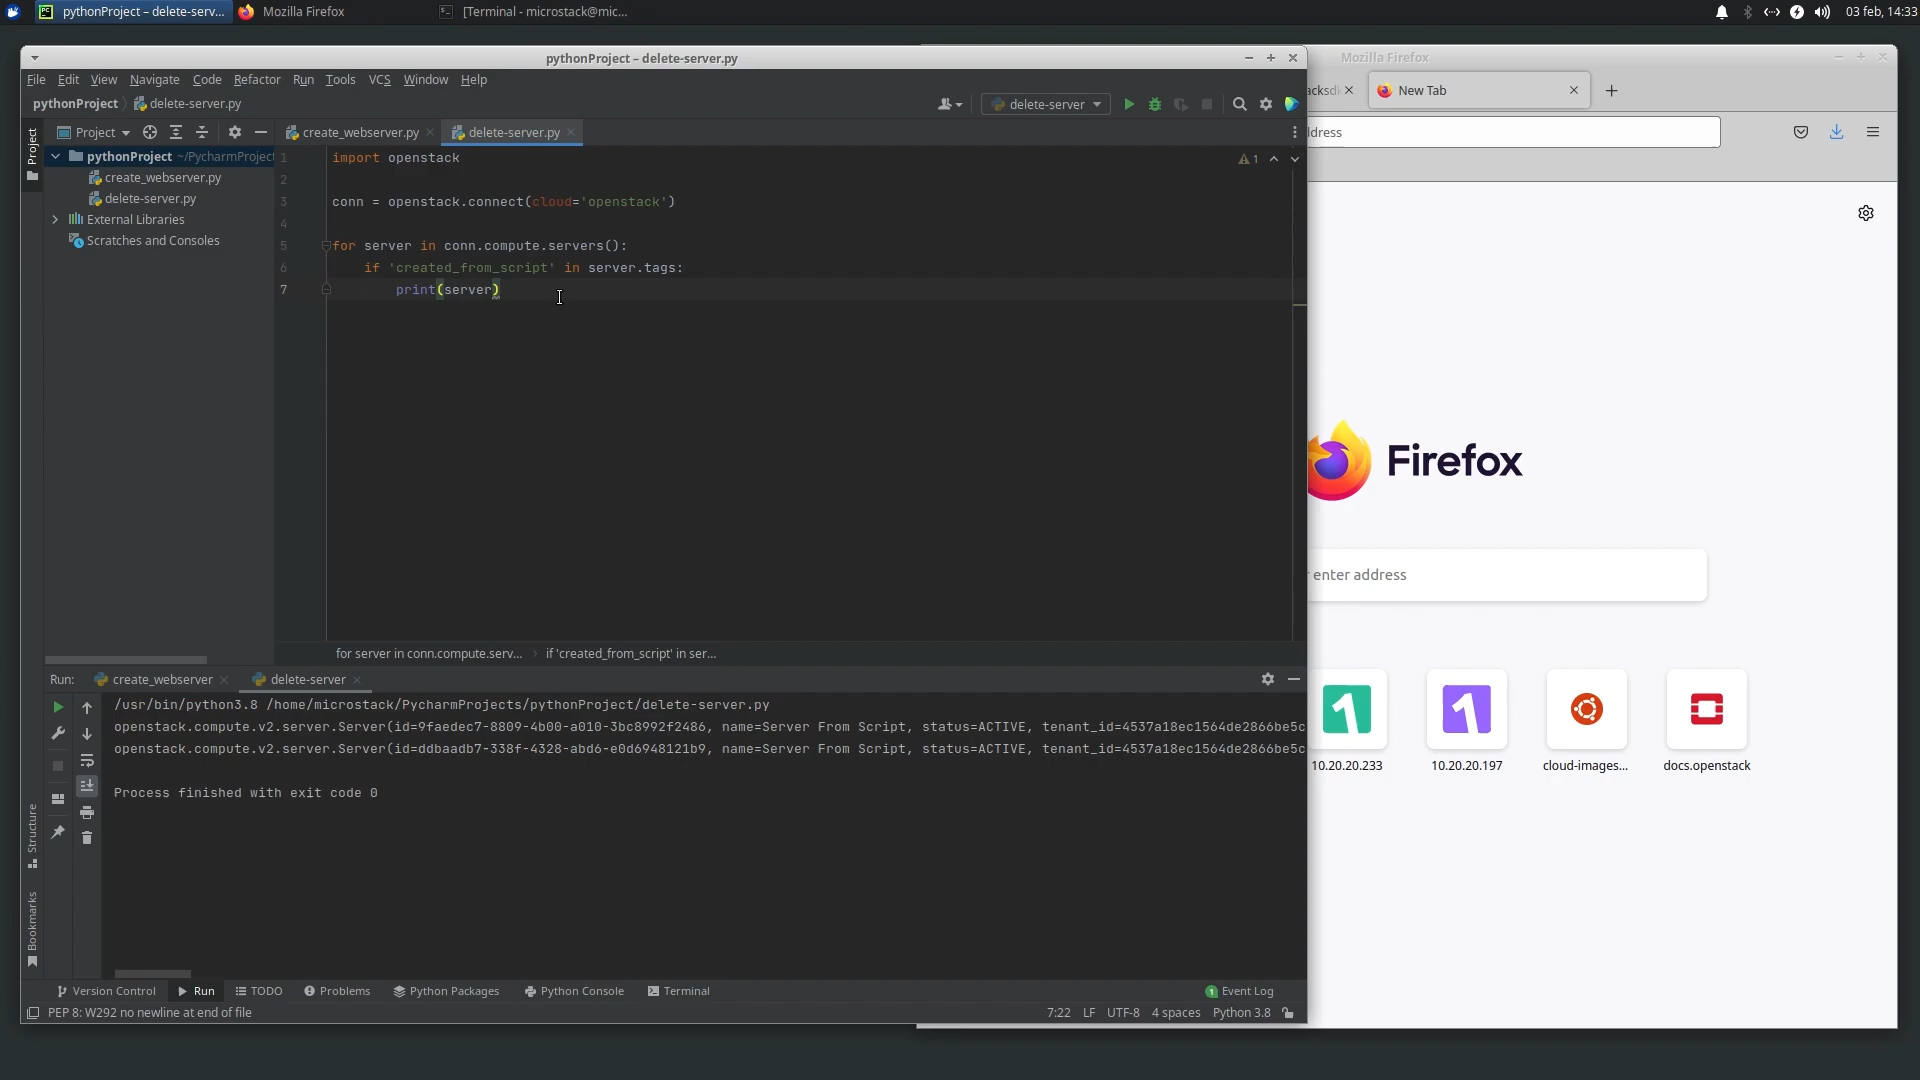 pythonProject – delete-serv...
Mozilla Firefox
[Terminal - microstack@mic...
03 feb, 14:33
pythonProject – delete-server.py
Mozilla Firefox
File Edit View Navigate Code Refactor Run Tools VCS Window Help
pythonProject delete-server.py
delete-server
Project
Project
create_webserver.py
delete-server.py
pythonProject ~/PycharmProject
create_webserver.py
delete-server.py
External Libraries
Scratches and Consoles
1 import openstack
2
3 conn = openstack.connect(cloud='openstack')
4
5 for server in conn.compute.servers():
6 if 'created_from_script' in server.tags:
7 print(server)
1
for server in conn.compute.serv... › if 'created_from_script' in ser...
Run: create_webserver delete-server
/usr/bin/python3.8 /home/microstack/PycharmProjects/pythonProject/delete-server.py
openstack.compute.v2.server.Server(id=9faedec7-8809-4b00-a010-3bc8992f2486, name=Server From Script, status=ACTIVE, tenant_id=4537a18ec1564de2866be5c
openstack.compute.v2.server.Server(id=ddbaadb7-338f-4328-abd6-e0d6948121b9, name=Server From Script, status=ACTIVE, tenant_id=4537a18ec1564de2866be5c
Process finished with exit code 0
Structure
Bookmarks
Version Control Run TODO Problems Python Packages Python Console Terminal
1 Event Log
PEP 8: W292 no newline at end of file
7:22 LF UTF-8 4 spaces Python 3.8
acksdk
New Tab
ddress
Firefox
enter address
1
1
10.20.20.233
10.20.20.197
cloud-images...
docs.openstack